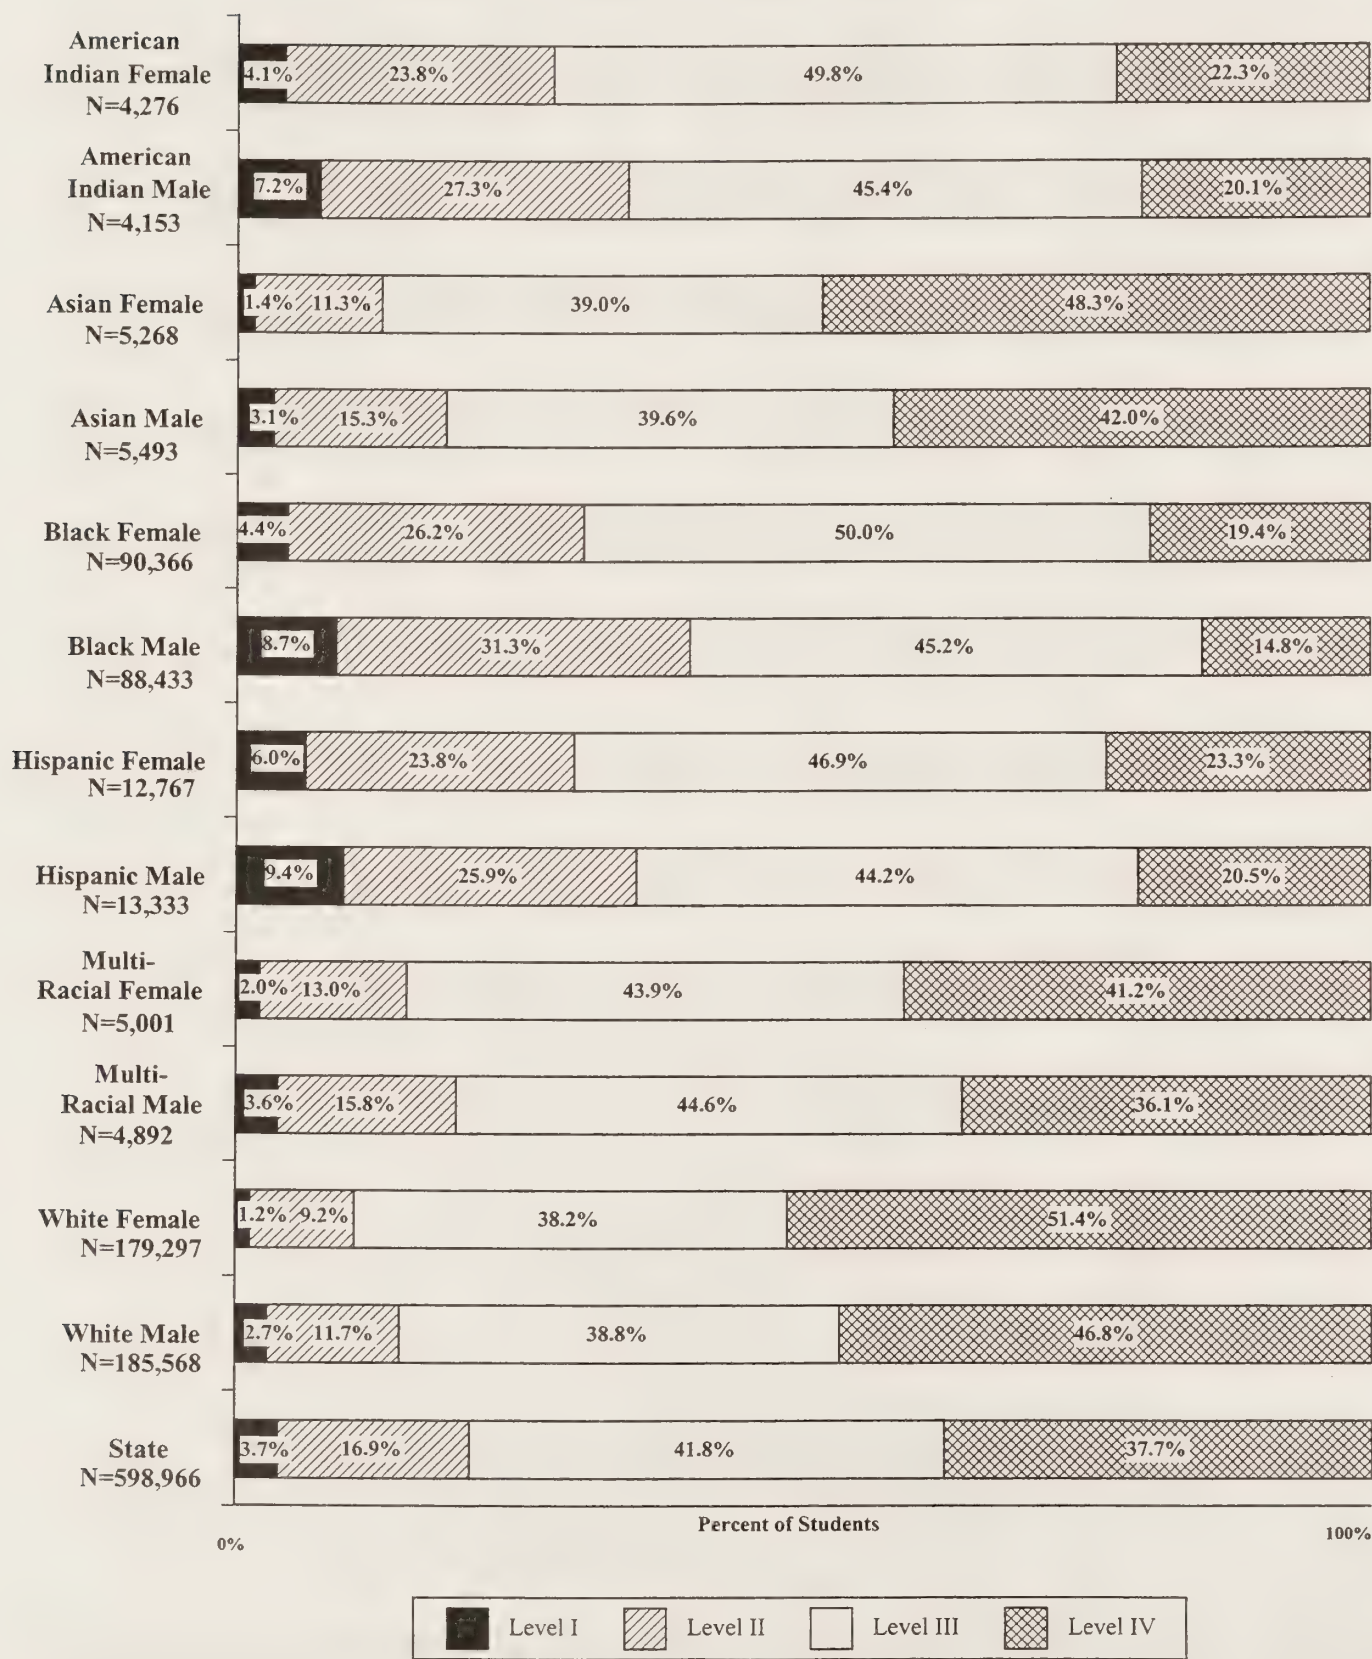 American
Indian Female
N=4,276
4.1% 23.8% 49.8% 22.3%
American
Indian Male
N=4,153
7.2% 27.3% 45.4% 20.1%
Asian Female
N=5,268
1.4% 11.3% 39.0% 48.3%
Asian Male
N=5,493
3.1% 15.3% 39.6% 42.0%
Black Female
N=90,366
4.4% 26.2% 50.0% 19.4%
Black Male
N=88,433
8.7% 31.3% 45.2% 14.8%
Hispanic Female
N=12,767
6.0% 23.8% 46.9% 23.3%
Hispanic Male
N=13,333
9.4% 25.9% 44.2% 20.5%
Multi-
Racial Female
N=5,001
2.0% 13.0% 43.9% 41.2%
Multi-
Racial Male
N=4,892
3.6% 15.8% 44.6% 36.1%
White Female
N=179,297
1.2% 9.2% 38.2% 51.4%
White Male
N=185,568
2.7% 11.7% 38.8% 46.8%
State
N=598,966
3.7% 16.9% 41.8% 37.7%
Percent of Students
0% 100%
Level I Level II Level III Level IV